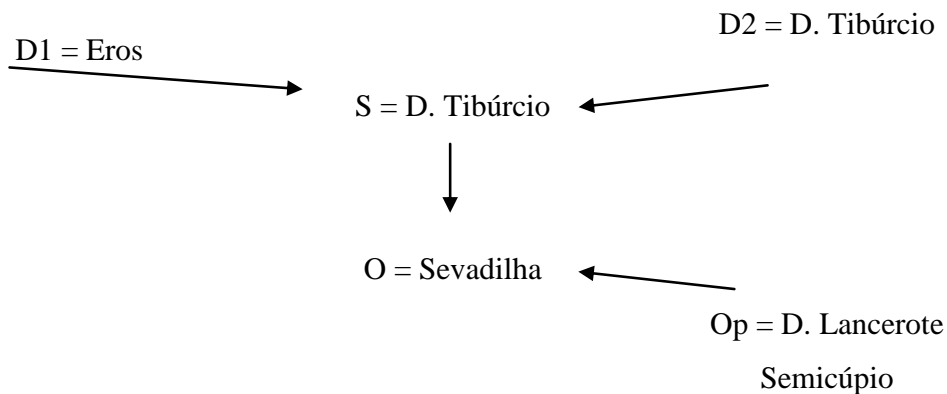 D2 = D. Tibúrcio
D1 = Eros
S = D. Tibúrcio
O = Sevadilha
Op = D. Lancerote
Semicúpio